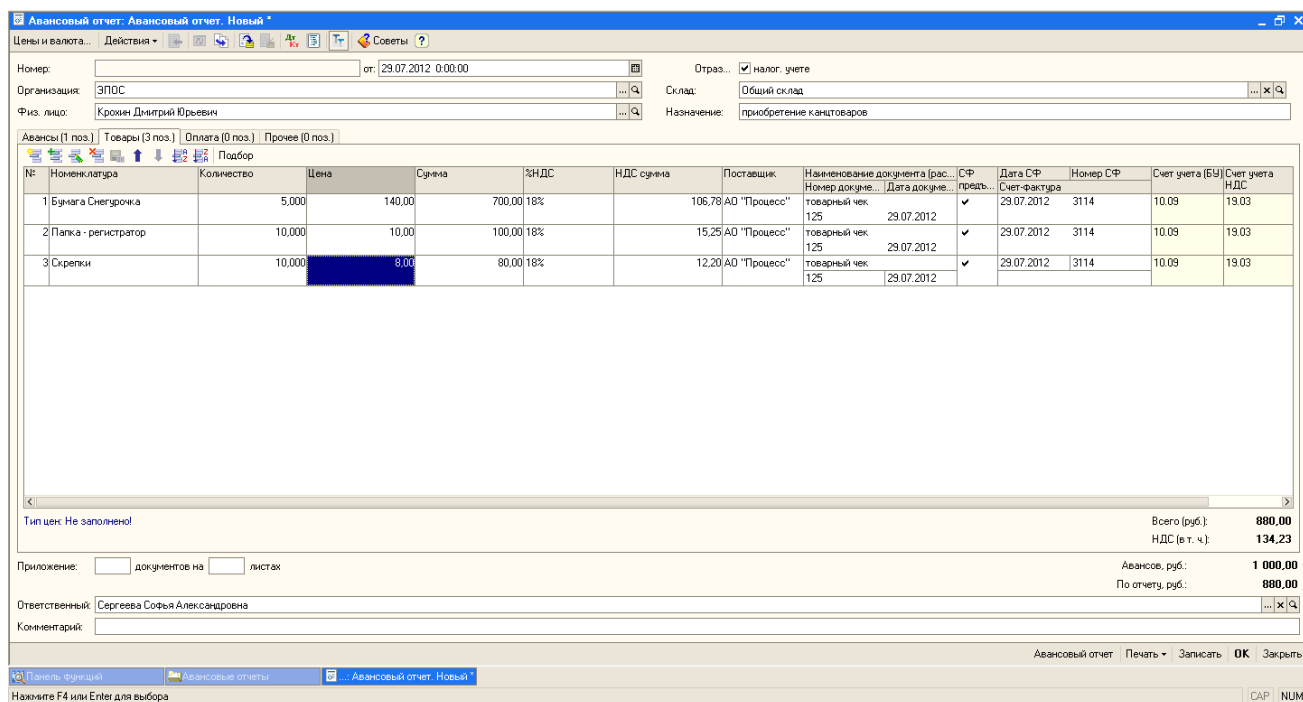 Авансовый отчет: Авансовый отчет. Новый *
Цены и валюта... Действия Дт Кт Тт Советы ?
Номер: от: 29.07.2012 0:00:00 Отраз... налог. учете
Организация: ЭПОС ... Склад: Общий склад ... x
Физ. лицо: Крохин Дмитрий Юрьевич ... Назначение: приобретение канцтоваров
Авансы (1 поз.) Товары (3 поз.) Оплата (0 поз.) Прочее (0 поз.)
Подбор
№ Номенклатура Количество Цена Сумма %НДС НДС сумма Поставщик Наименование документа (рас... СФ Дата СФ Номер СФ Счет учета (БУ) Счет учета
Номер докуме... Дата докуме... предъ... Счет-фактура НДС
1 Бумага Снегурочка 5,000 140,00 700,00 18% 106,78 АО "Процесс" товарный чек 29.07.2012 3114 10.09 19.03
125 29.07.2012
2 Папка - регистратор 10,000 10,00 100,00 18% 15,25 АО "Процесс" товарный чек 29.07.2012 3114 10.09 19.03
125 29.07.2012
3 Скрепки 10,000 8,00 80,00 18% 12,20 АО "Процесс" товарный чек 29.07.2012 3114 10.09 19.03
125 29.07.2012
Тип цен: Не заполнено! Всего (руб.): 880,00
НДС (в т. ч.): 134,23
Приложение: документов на листах Авансов, руб.: 1 000,00
По отчету, руб.: 880,00
Ответственный: Сергеева Софья Александровна ... x
Комментарий:
Авансовый отчет Печать Записать OK Закрыть
Панель функций Авансовые отчеты ...: Авансовый отчет. Новый *
Нажмите F4 или Enter для выбора CAP NUM